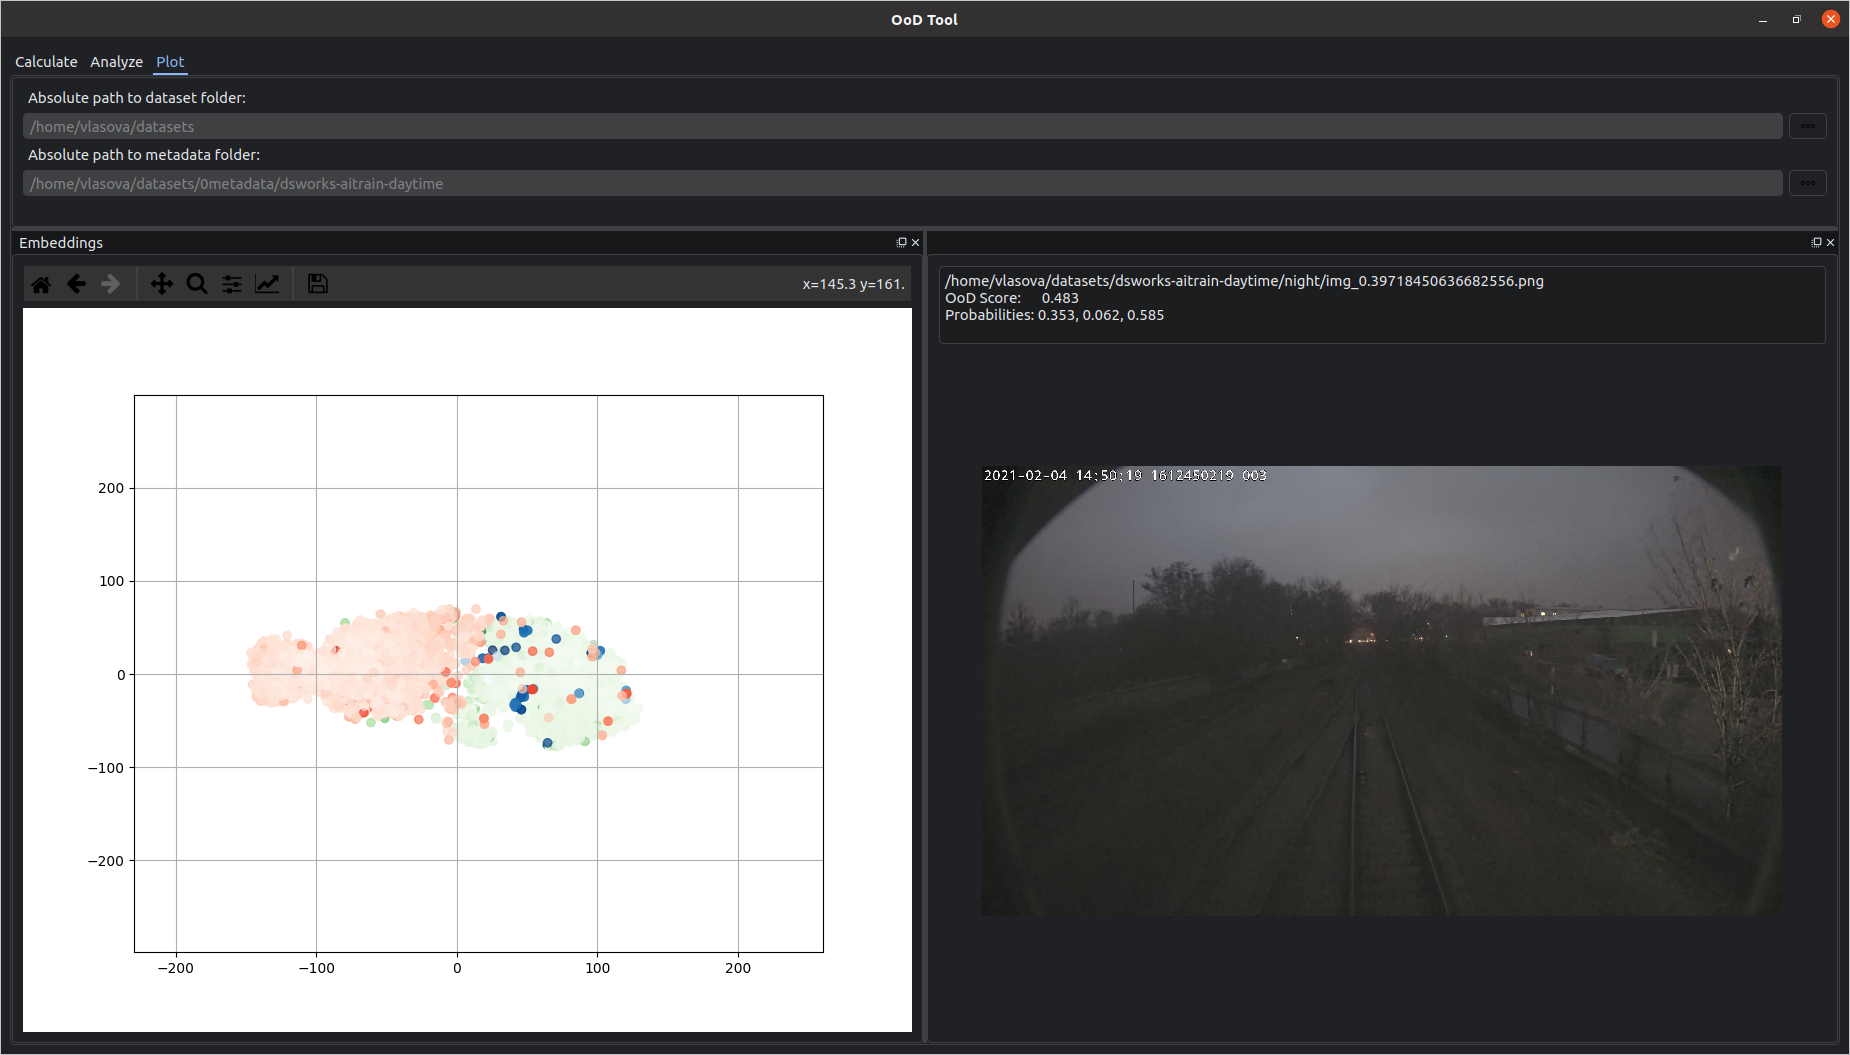 OoD Tool
Calculate Analyze Plot
Absolute path to dataset folder:
/home/vlasova/datasets
Absolute path to metadata folder:
/home/vlasova/datasets/0metadata/dsworks-aitrain-daytime
Embeddings
x=145.3 y=161.
/home/vlasova/datasets/dsworks-aitrain-daytime/night/img_0.39718450636682556.png
OoD Score: 0.483
Probabilities: 0.353, 0.062, 0.585
2021-02-04 14:50:19 1612450219 003
200
100
0
−100
−200
−200 −100 0 100 200